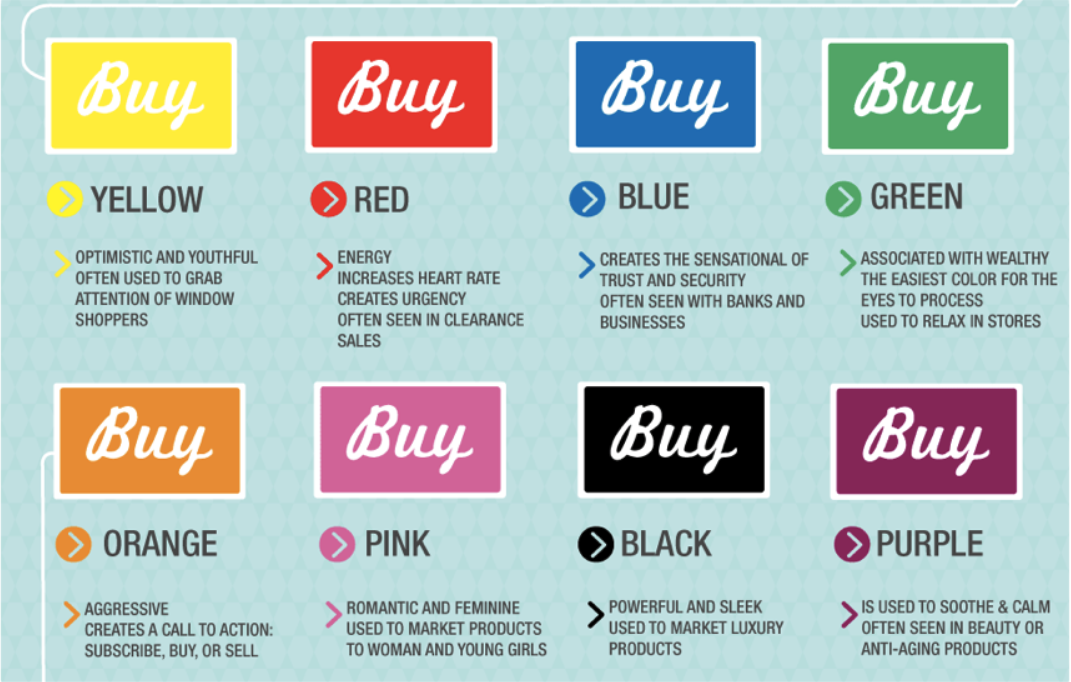 Buy
Buy
Buy
Buy
YELLOW
RED
BLUE
GREEN
OPTIMISTIC AND YOUTHFUL
OFTEN USED TO GRAB
ATTENTION OF WINDOW
SHOPPERS
ENERGY
INCREASES HEART RATE
CREATES URGENCY
OFTEN SEEN IN CLEARANCE
SALES
CREATES THE SENSATIONAL OF
TRUST AND SECURITY
OFTEN SEEN WITH BANKS AND
BUSINESSES
ASSOCIATED WITH WEALTHY
THE EASIEST COLOR FOR THE
EYES TO PROCESS
USED TO RELAX IN STORES
Buy
Buy
Buy
Buy
ORANGE
PINK
BLACK
PURPLE
AGGRESSIVE
CREATES A CALL TO ACTION:
SUBSCRIBE, BUY, OR SELL
ROMANTIC AND FEMININE
USED TO MARKET PRODUCTS
TO WOMAN AND YOUNG GIRLS
POWERFUL AND SLEEK
USED TO MARKET LUXURY
PRODUCTS
IS USED TO SOOTHE & CALM
OFTEN SEEN IN BEAUTY OR
ANTI-AGING PRODUCTS